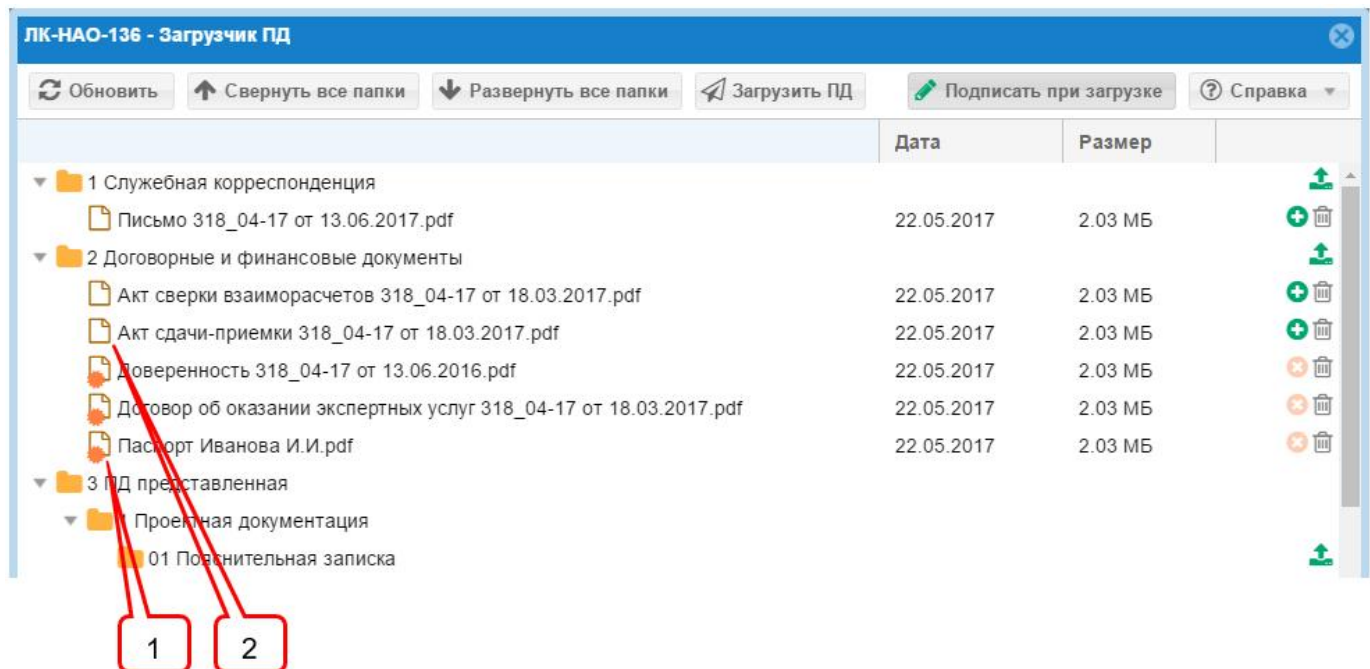 ЛК-НАО-136 - Загрузчик ПД
Обновить Свернуть все папки Развернуть все папки Загрузить ПД Подписать при загрузке Справка
Дата Размер
1 Служебная корреспонденция
Письмо 318_04-17 от 13.06.2017.pdf 22.05.2017 2.03 МБ
2 Договорные и финансовые документы
Акт сверки взаиморасчетов 318_04-17 от 18.03.2017.pdf 22.05.2017 2.03 МБ
Акт сдачи-приемки 318_04-17 от 18.03.2017.pdf 22.05.2017 2.03 МБ
Доверенность 318_04-17 от 13.06.2016.pdf 22.05.2017 2.03 МБ
Договор об оказании экспертных услуг 318_04-17 от 18.03.2017.pdf 22.05.2017 2.03 МБ
Паспорт Иванова И.И.pdf 22.05.2017 2.03 МБ
3 ПД представленная
1 Проектная документация
01 Пояснительная записка
1 2